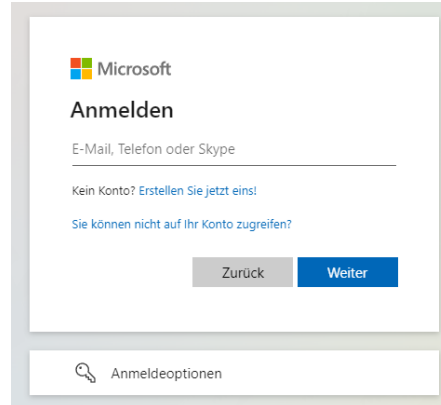 Microsoft
Anmelden
E-Mail, Telefon oder Skype
Kein Konto? Erstellen Sie jetzt eins!
Sie können nicht auf Ihr Konto zugreifen?
Zurück Weiter
Anmeldeoptionen